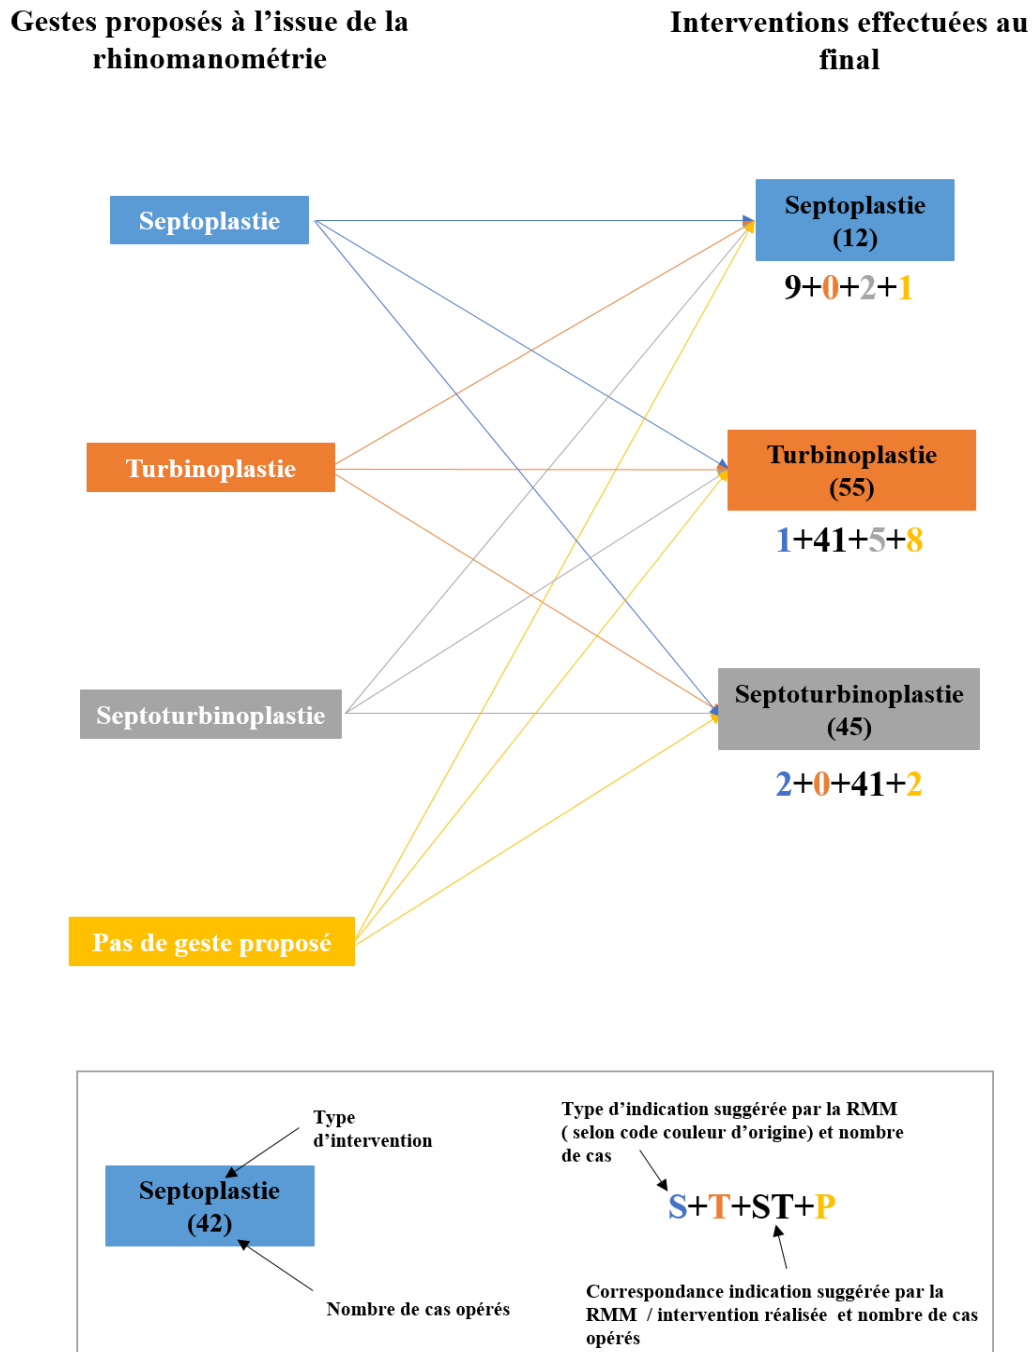 Gestes proposés à l’issue de la
rhinomanométrie
Interventions effectuées au
final
Septoplastie
Septoplastie
(12)
9+0+2+1
Turbinoplastie
Turbinoplastie
(55)
1+41+5+8
Septoturbinoplastie
Septoturbinoplastie
(45)
2+0+41+2
Pas de geste proposé
Type
d’intervention
Septoplastie
(42)
Nombre de cas opérés
Type d’indication suggérée par la RMM
( selon code couleur d’origine) et nombre
de cas
S+T+ST+P
Correspondance indication suggérée par la
RMM / intervention réalisée et nombre de cas
opérés